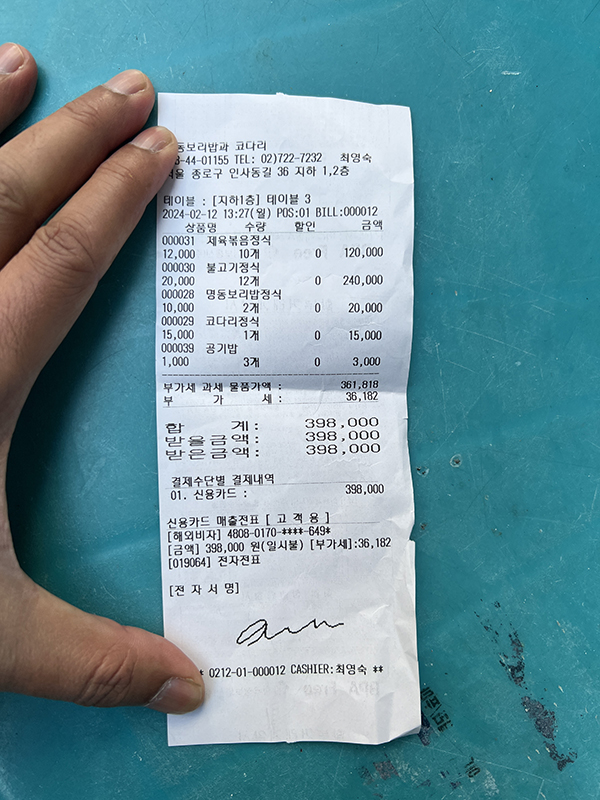 동보리밥과 코다리
-44-01155 TEL: 02)722-7232 최영숙
서울 종로구 인사동길 36 지하 1,2층
테이블 : [지하1층] 테이블 3
2024-02-12 13:27(월) POS:01 BILL:000012
상품명 수량 할인 금액
000031 제육볶음정식
12,000 10개 0 120,000
000030 불고기정식
20,000 12개 0 240,000
000028 명동보리밥정식
10,000 2개 0 20,000
000029 코다리정식
15,000 1개 0 15,000
000039 공기밥
1,000 3개 0 3,000
부가세 과세 물품가액 : 361,818
부 가 세 : 36,182
합 계 : 398,000
받을금액 : 398,000
받은금액 : 398,000
결제수단별 결제내역
01. 신용카드 : 398,000
신용카드 매출전표 [ 고 객 용 ]
[해외비자] 4808-0170-****-649*
[금액] 398,000 원(일시불) [부가세]:36,182
[019064] 전자전표
[전 자 서 명]
* 0212-01-000012 CASHIER:최영숙 **